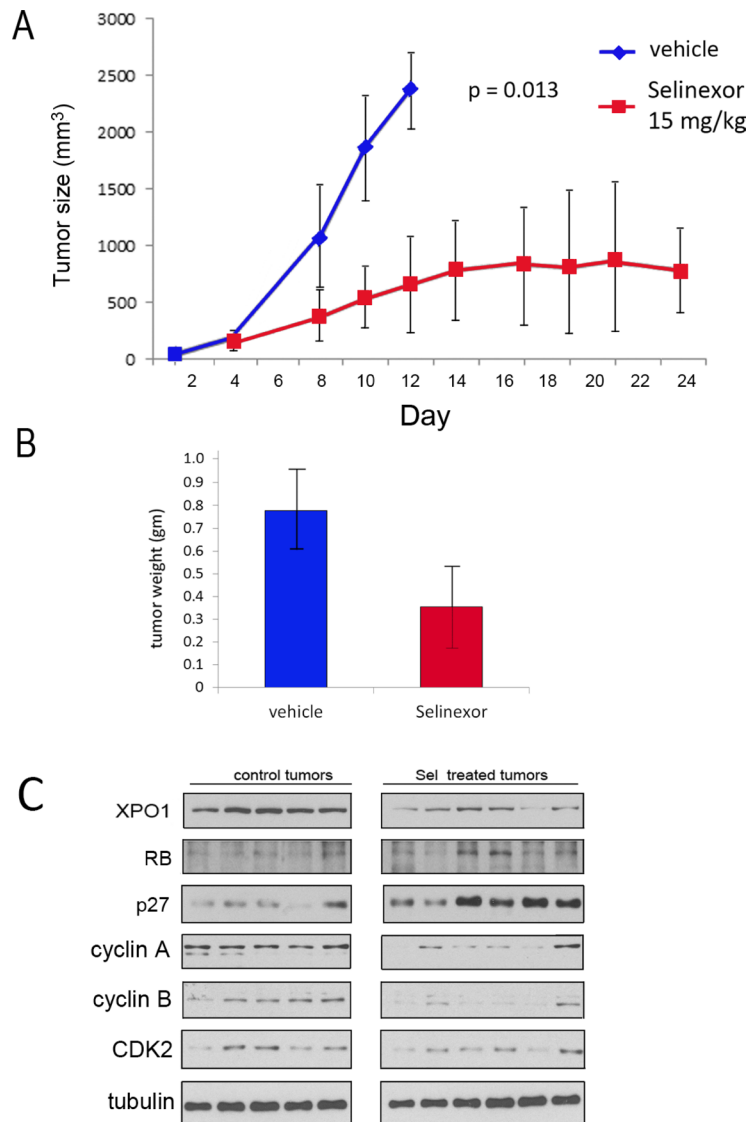 A
3000
2500
2000
1500
1000
500
0
Tumor size (mm3)
vehicle
p = 0.013
Selinexor
15 mg/kg
2 4 6 8 10 12 14 16 18 20 22 24
Day
B
1.0
0.9
0.8
0.7
0.6
0.5
0.4
0.3
0.2
0.1
0
tumor weight (gm)
vehicle Selinexor
C
control tumors Sel treated tumors
XPO1
RB
p27
cyclin A
cyclin B
CDK2
tubulin